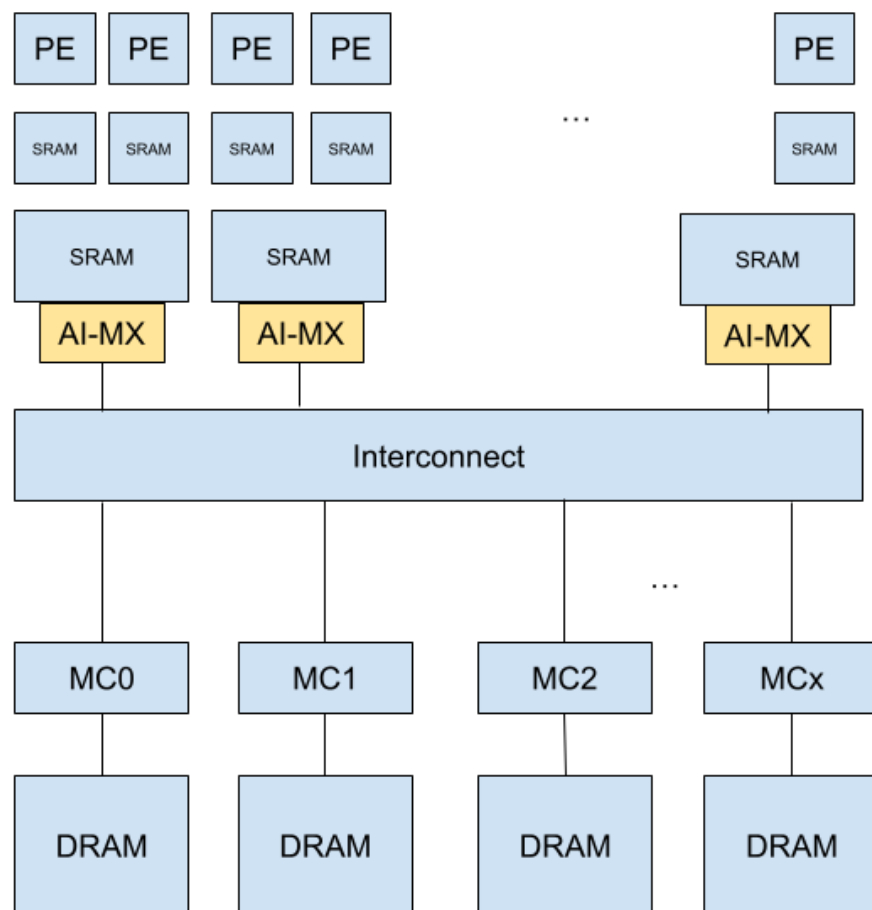 PE PE PE PE PE
...
SRAM SRAM SRAM SRAM SRAM
SRAM SRAM SRAM
AI-MX AI-MX AI-MX
Interconnect
...
MC0 MC1 MC2 MCx
DRAM DRAM DRAM DRAM